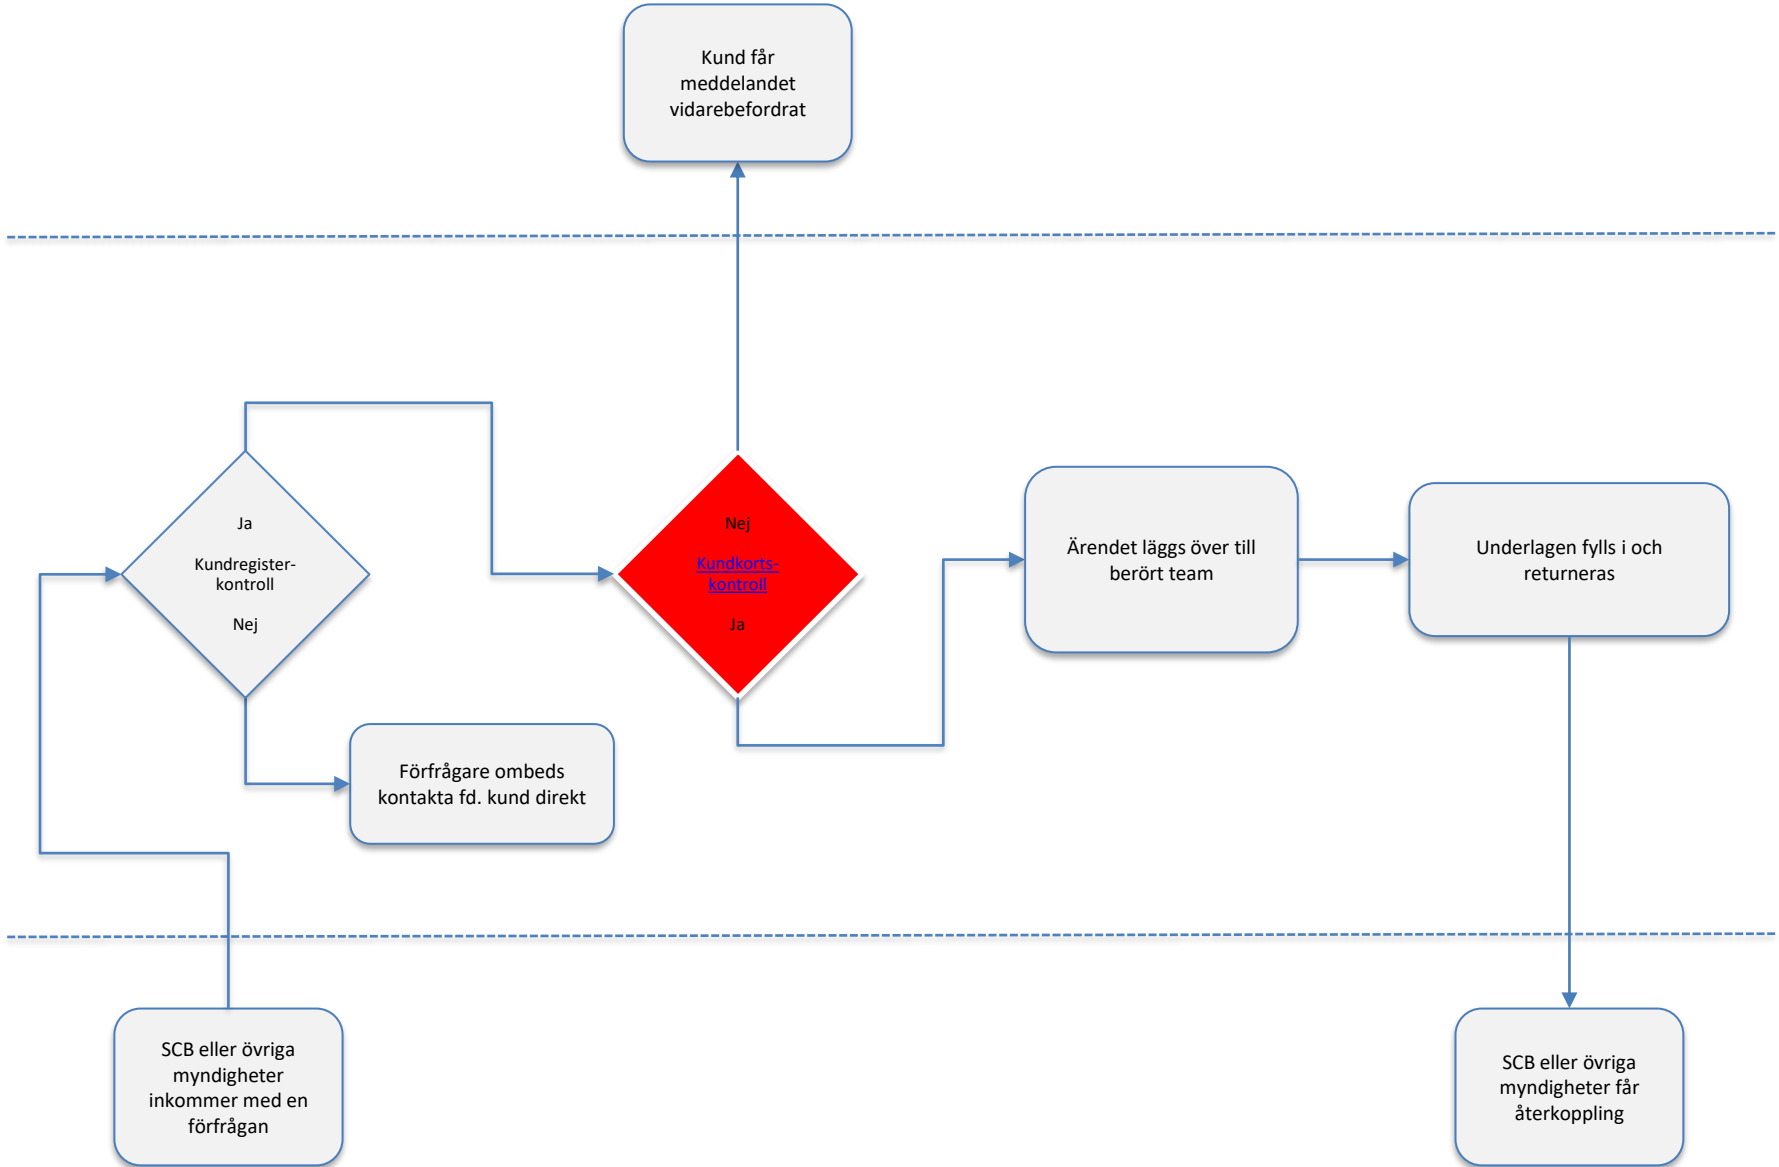 Kund får
meddelandet
vidarebefordrat
Ja
Kundregister-
kontroll
Nej
Nej
Kundkorts-
kontroll
Ja
Ärendet läggs över till
berört team
Underlagen fylls i och
returneras
Förfrågare ombeds
kontakta fd. kund direkt
SCB eller övriga
myndigheter
inkommer med en
förfrågan
SCB eller övriga
myndigheter får
återkoppling